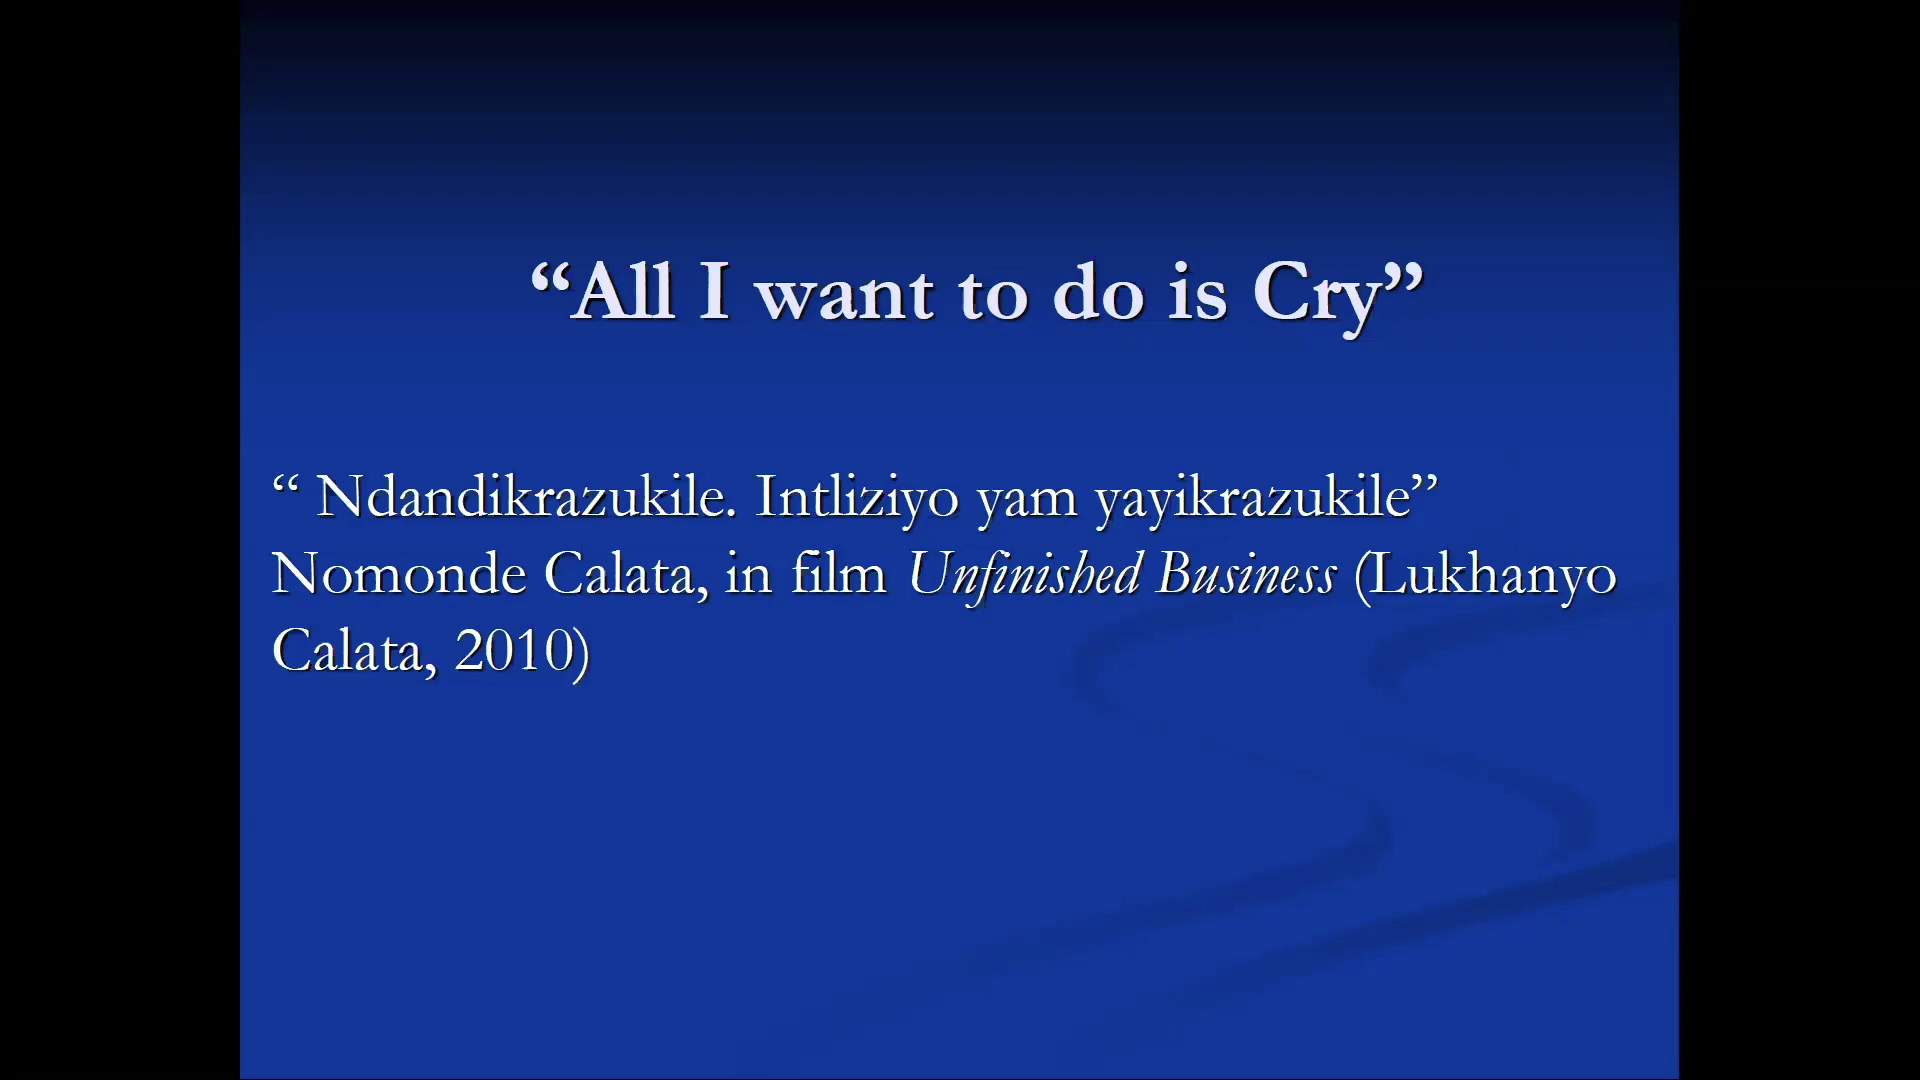 “All I want to do is Cry”
“ Ndandikrazukile. Intliziyo yam yayikrazukile”
Nomonde Calata, in film Unfinished Business (Lukhanyo
Calata, 2010)